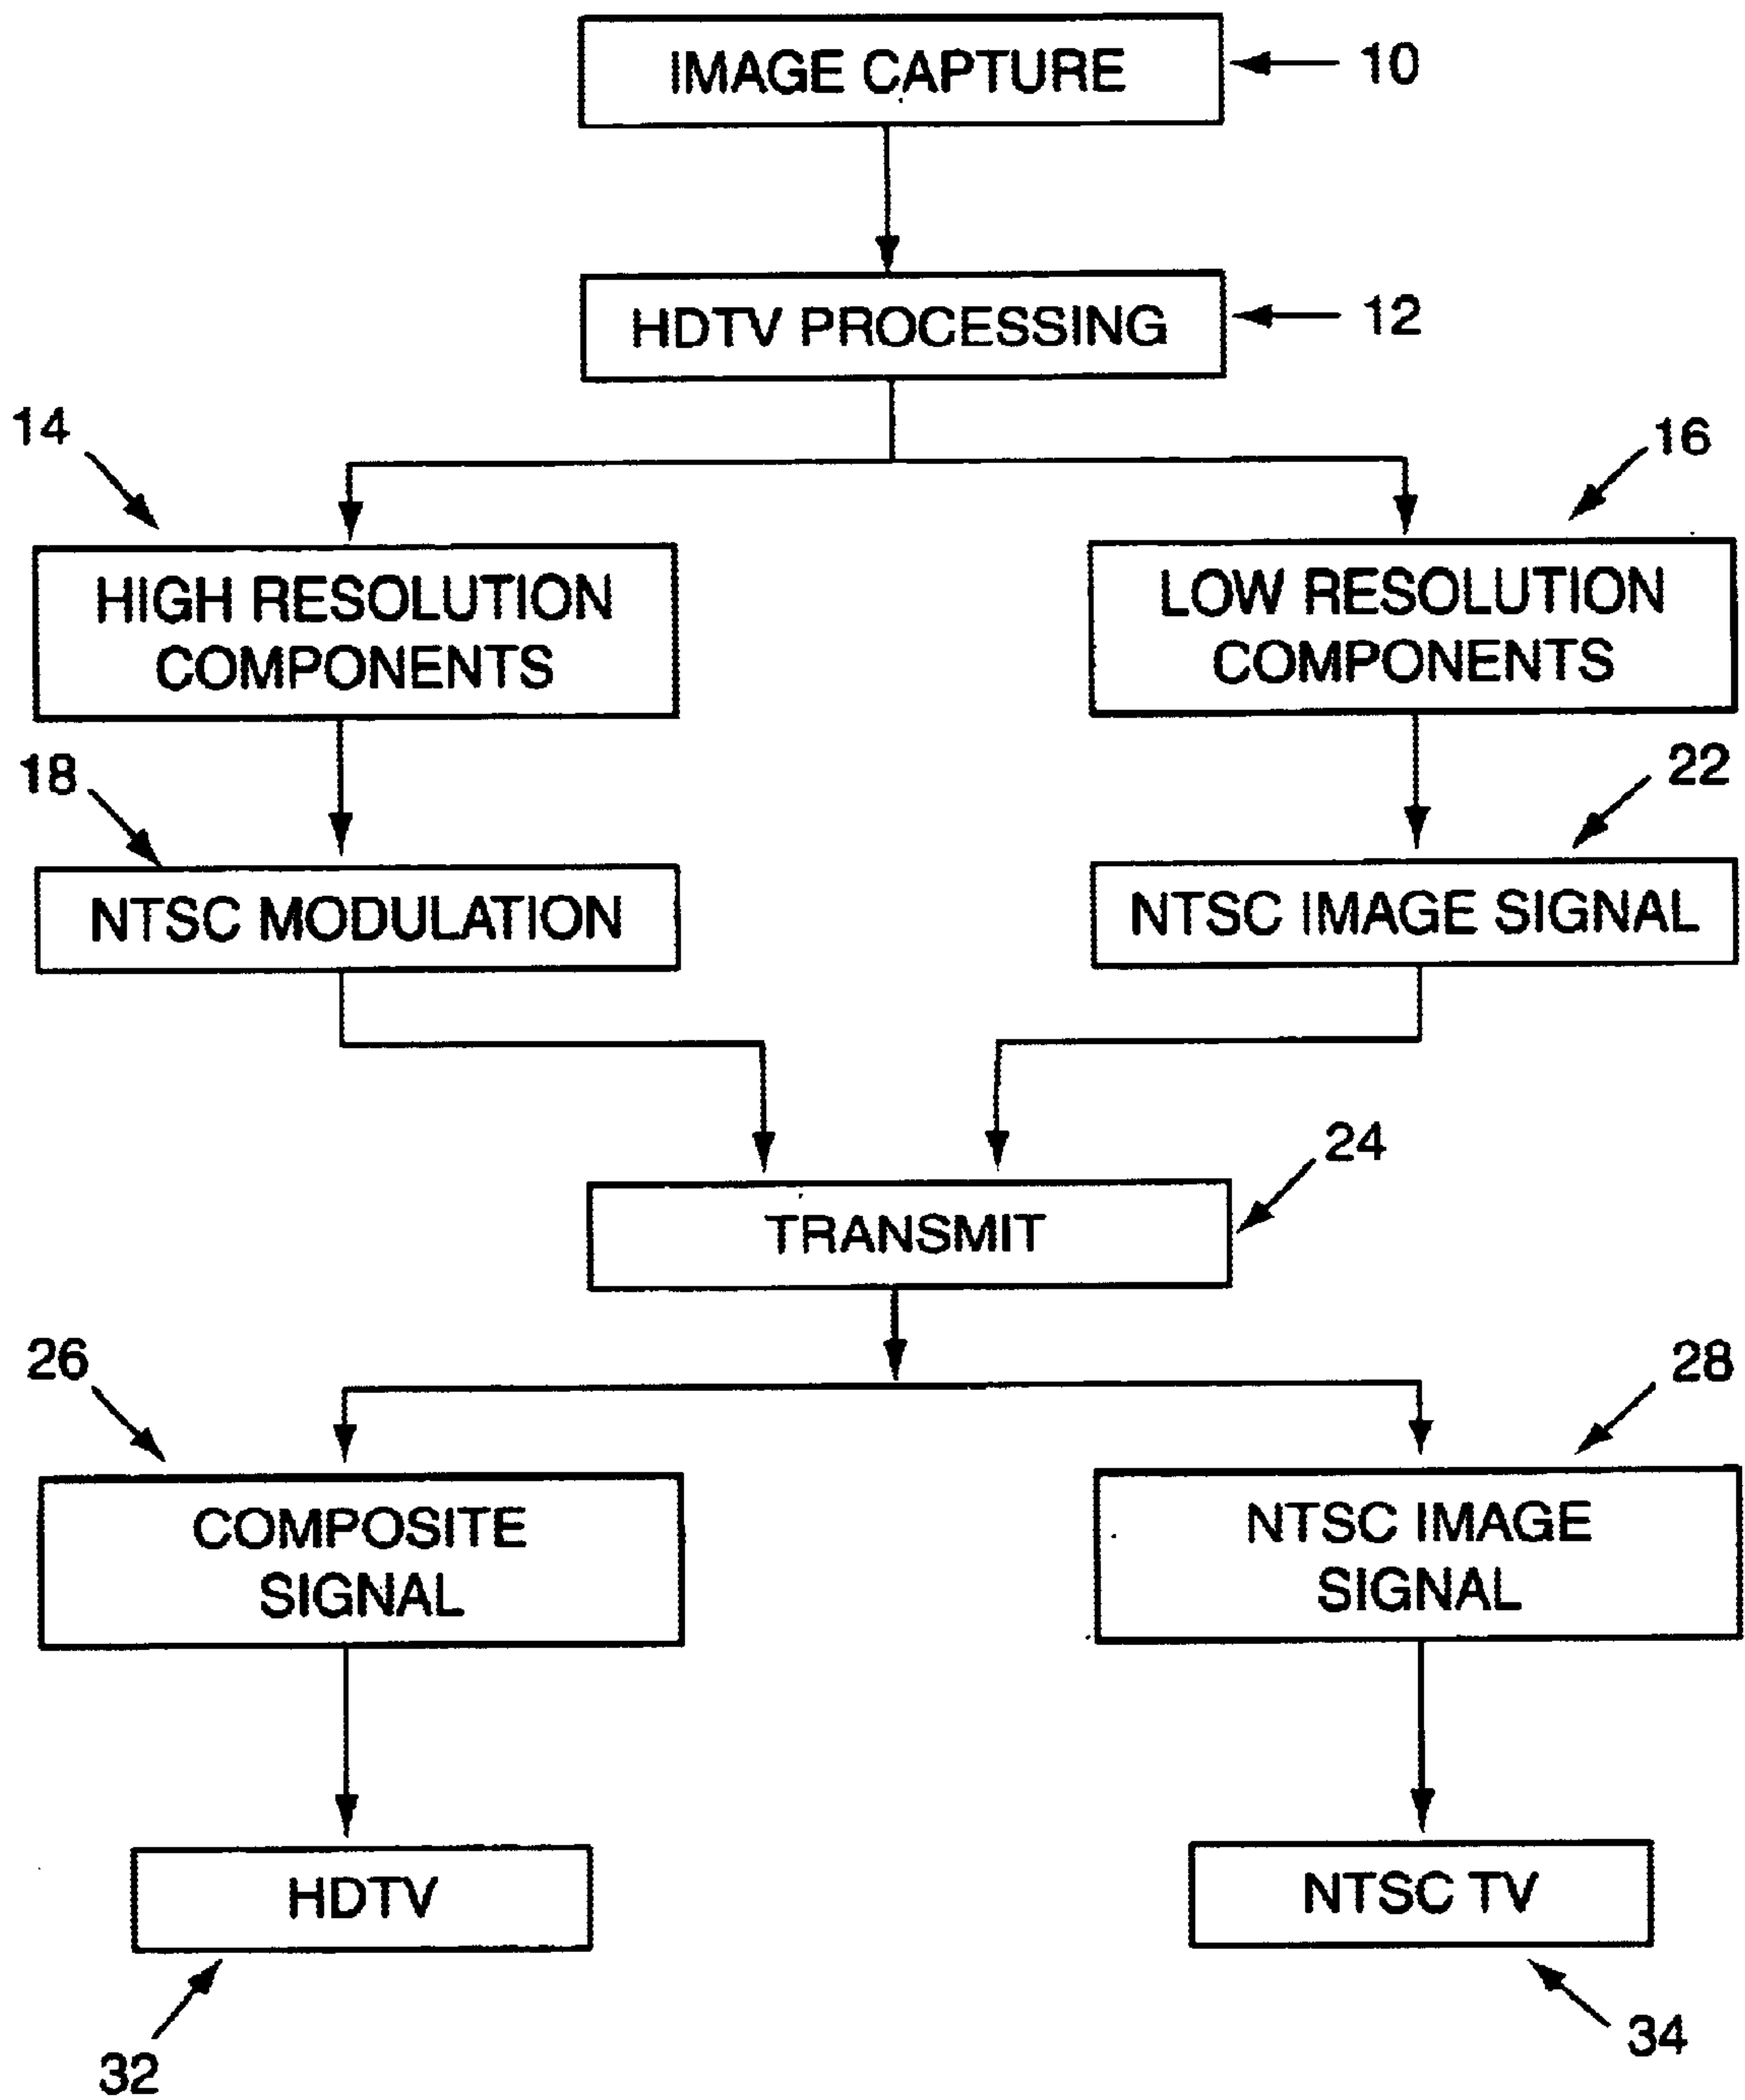 IMAGE CAPTURE
10
HDTV PROCESSING
12
14
16
HIGH RESOLUTION
COMPONENTS
LOW RESOLUTION
COMPONENTS
18
22
NTSC MODULATION
NTSC IMAGE SIGNAL
24
TRANSMIT
26
28
COMPOSITE
SIGNAL
NTSC IMAGE
SIGNAL
HDTV
NTSC TV
32
34